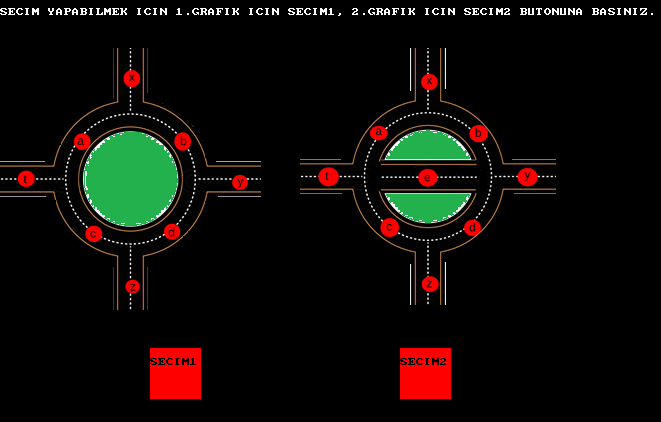 SECIM YAPABILMEK ICIN 1.GRAFIK ICIN SECIM1, 2.GRAFIK ICIN SECIM2 BUTONUNA BASINIZ.
x
a
b
t
y
c
d
z
x
a
b
t
e
y
c
d
z
SECIM1
SECIM2